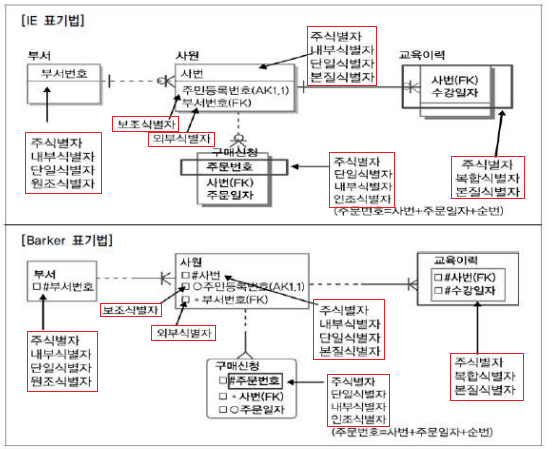 [IE 표기법]
부서
부서번호
주식별자
내부식별자
단일식별자
원조식별자
사원
사번
주민등록번호(AK1,1)
부서번호(FK)
보조식별자
외부식별자
주식별자
내부식별자
단일식별자
본질식별자
교육이력
사번(FK)
수강일자
주식별자
복합식별자
본질식별자
구매신청
주문번호
사번(FK)
주문일자
주식별자
단일식별자
내부식별자
인조식별자
(주문번호=사번+주문일자+순번)
[Barker 표기법]
부서
□#부서번호
주식별자
내부식별자
단일식별자
원조식별자
사원
□ #사번
□ ○주민등록번호(AK1,1)
□ * 부서번호(FK)
보조식별자
외부식별자
주식별자
내부식별자
단일식별자
본질식별자
교육이력
□#사번(FK)
□#수강일자
주식별자
복합식별자
본질식별자
구매신청
□ #주문번호
□ * 사번(FK)
□ ○주문일자
주식별자
단일식별자
내부식별자
인조식별자
(주문번호=사번+주문일자+순번)